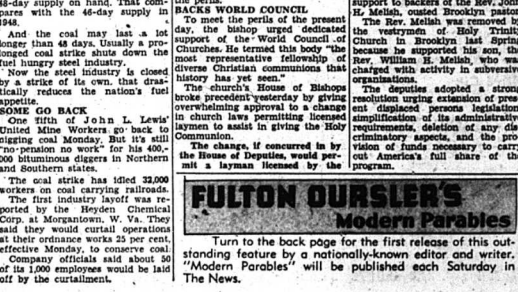 68-day supply on hand. That com-
pares with the 46-day supply in
1948.
And the coal may last a lot
longer than 48 days. Usually a pro-
longed coal strike shuts down the
fuel hungry steel industry.
Now the steel industry is closed
by a strike of its own. that dras-
tically reduces the nation's fuel
appetite.
SOME GO BACK
One fifth of John L. Lewis'
United Mine Workers go back to
digging coal Monday. But it's still
"no-pension no work" for his 400,-
000 bituminous diggers in Northern
and Southern states.
The coal strike has idled 32,000
workers on coal carrying railroads.
The first industry layoff was re-
ported by the Heyden Chemical
Corp. at Morgantown, W. Va. They
said they would curtail operations
at their ordnance works 25 per cent,
effective Monday, to conserve coal.
Company officials said about 50
of its 1,000 employees would be laid
off by the curtailment.
the perils.
BACKS WORLD COUNCIL
To meet the perils of the present
day, the bishop urged dedicated
support of the World Council of
Churches. He termed this body "the
most representative fellowship of
diverse Christian communions that
history has yet seen."
The church's House of Bishops
broke precedent yesterday by giving
overwhelming approval to a change
in church laws permitting licensed
laymen to assist in giving the Holy
Communion.
The change, if concurred in by
the House of Deputies, would per-
mit a layman licensed by the
support to backers of the Rev. John
H. Melish, ousted Brooklyn pastor.
The Rev. Melish was removed by
the vestrymen of Holy Trinity
Church in Brooklyn last Spring
because he supported his son, the
Rev. William H. Melish, who was
charged with activity in subversive
organizations.
The deputies adopted a strong
resolution urging expansion of pres-
ent displaced persons legislation,
simplification of its administrative
requirements, deletion of any dis-
criminatory aspects, and the pro-
vision of funds necessary to carry
out America's full share of the
program.
FULTON OURSLER'S
Modern Parables
Turn to the back page for the first release of this out-
standing feature by a nationally-known editor and writer.
"Modern Parables" will be published each Saturday in
The News.